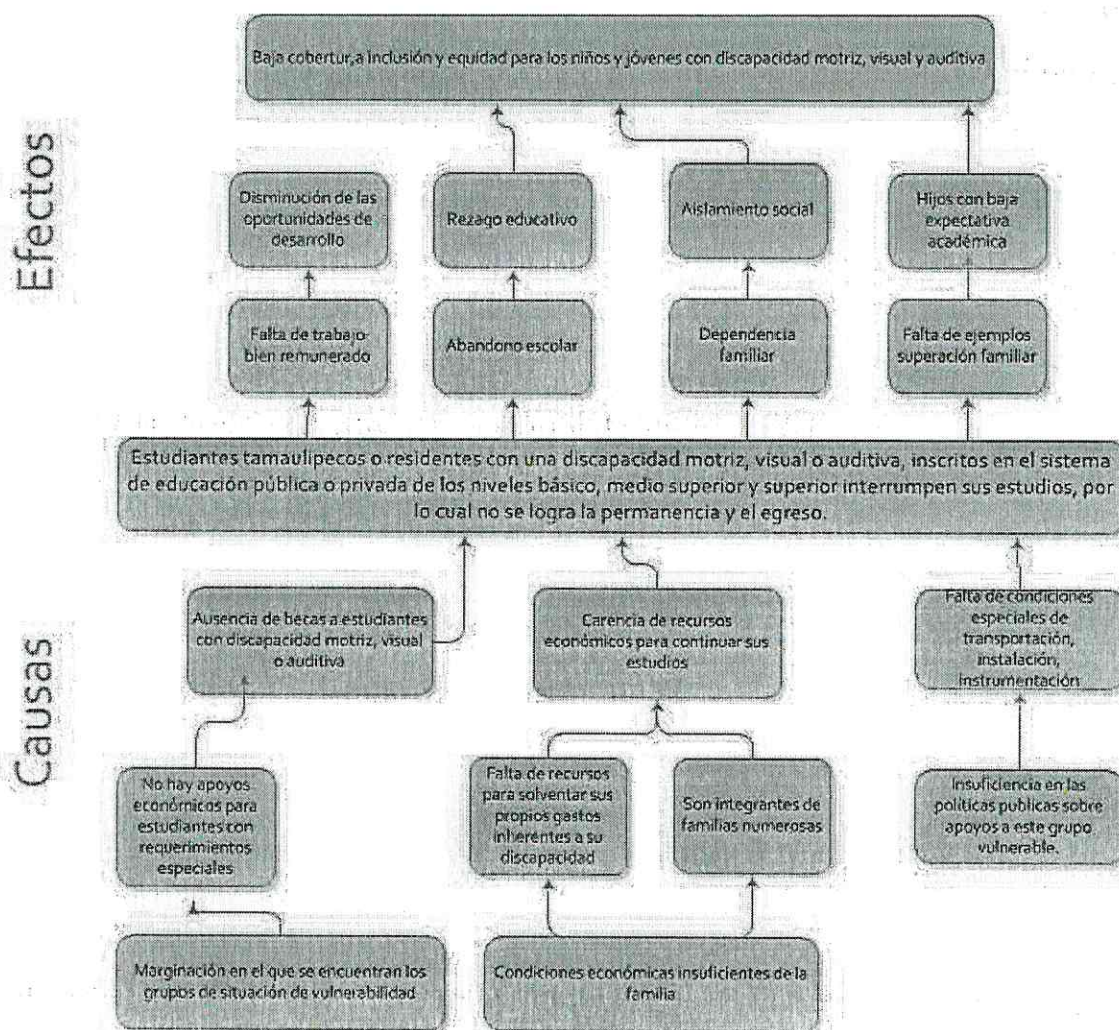 Efectos
Baja cobertur,a inclusión y equidad para los niños y jóvenes con discapacidad motriz, visual y auditiva
Disminución de las
oportunidades de
desarrollo
Rezago educativo
Aislamiento social
Hijos con baja
expectativa
académica
Falta de trabajo
bien remunerado
Abandono escolar
Dependencia
familiar
Falta de ejemplos
superación familiar
Estudiantes tamaulipecos o residentes con una discapacidad motriz, visual o auditiva, inscritos en el sistema
de educación pública o privada de los niveles básico, medio superior y superior interrumpen sus estudios, por
lo cual no se logra la permanencia y el egreso.
Causas
Ausencia de becas a estudiantes
con discapacidad motriz, visual
o auditiva
Carencia de recursos
económicos para continuar sus
estudios
Falta de condiciones
especiales de
transportación,
instalación,
instrumentación
No hay apoyos
económicos para
estudiantes con
requerimientos
especiales
Falta de recursos
para solventar sus
propios gastos
inherentes a su
discapacidad
Son integrantes de
familias numerosas
Insuficiencia en las
políticas publicas sobre
apoyos a este grupo
vulnerable.
Marginación en el que se encuentran los
grupos de situación de vulnerabilidad
Condiciones económicas insuficientes de la
familia